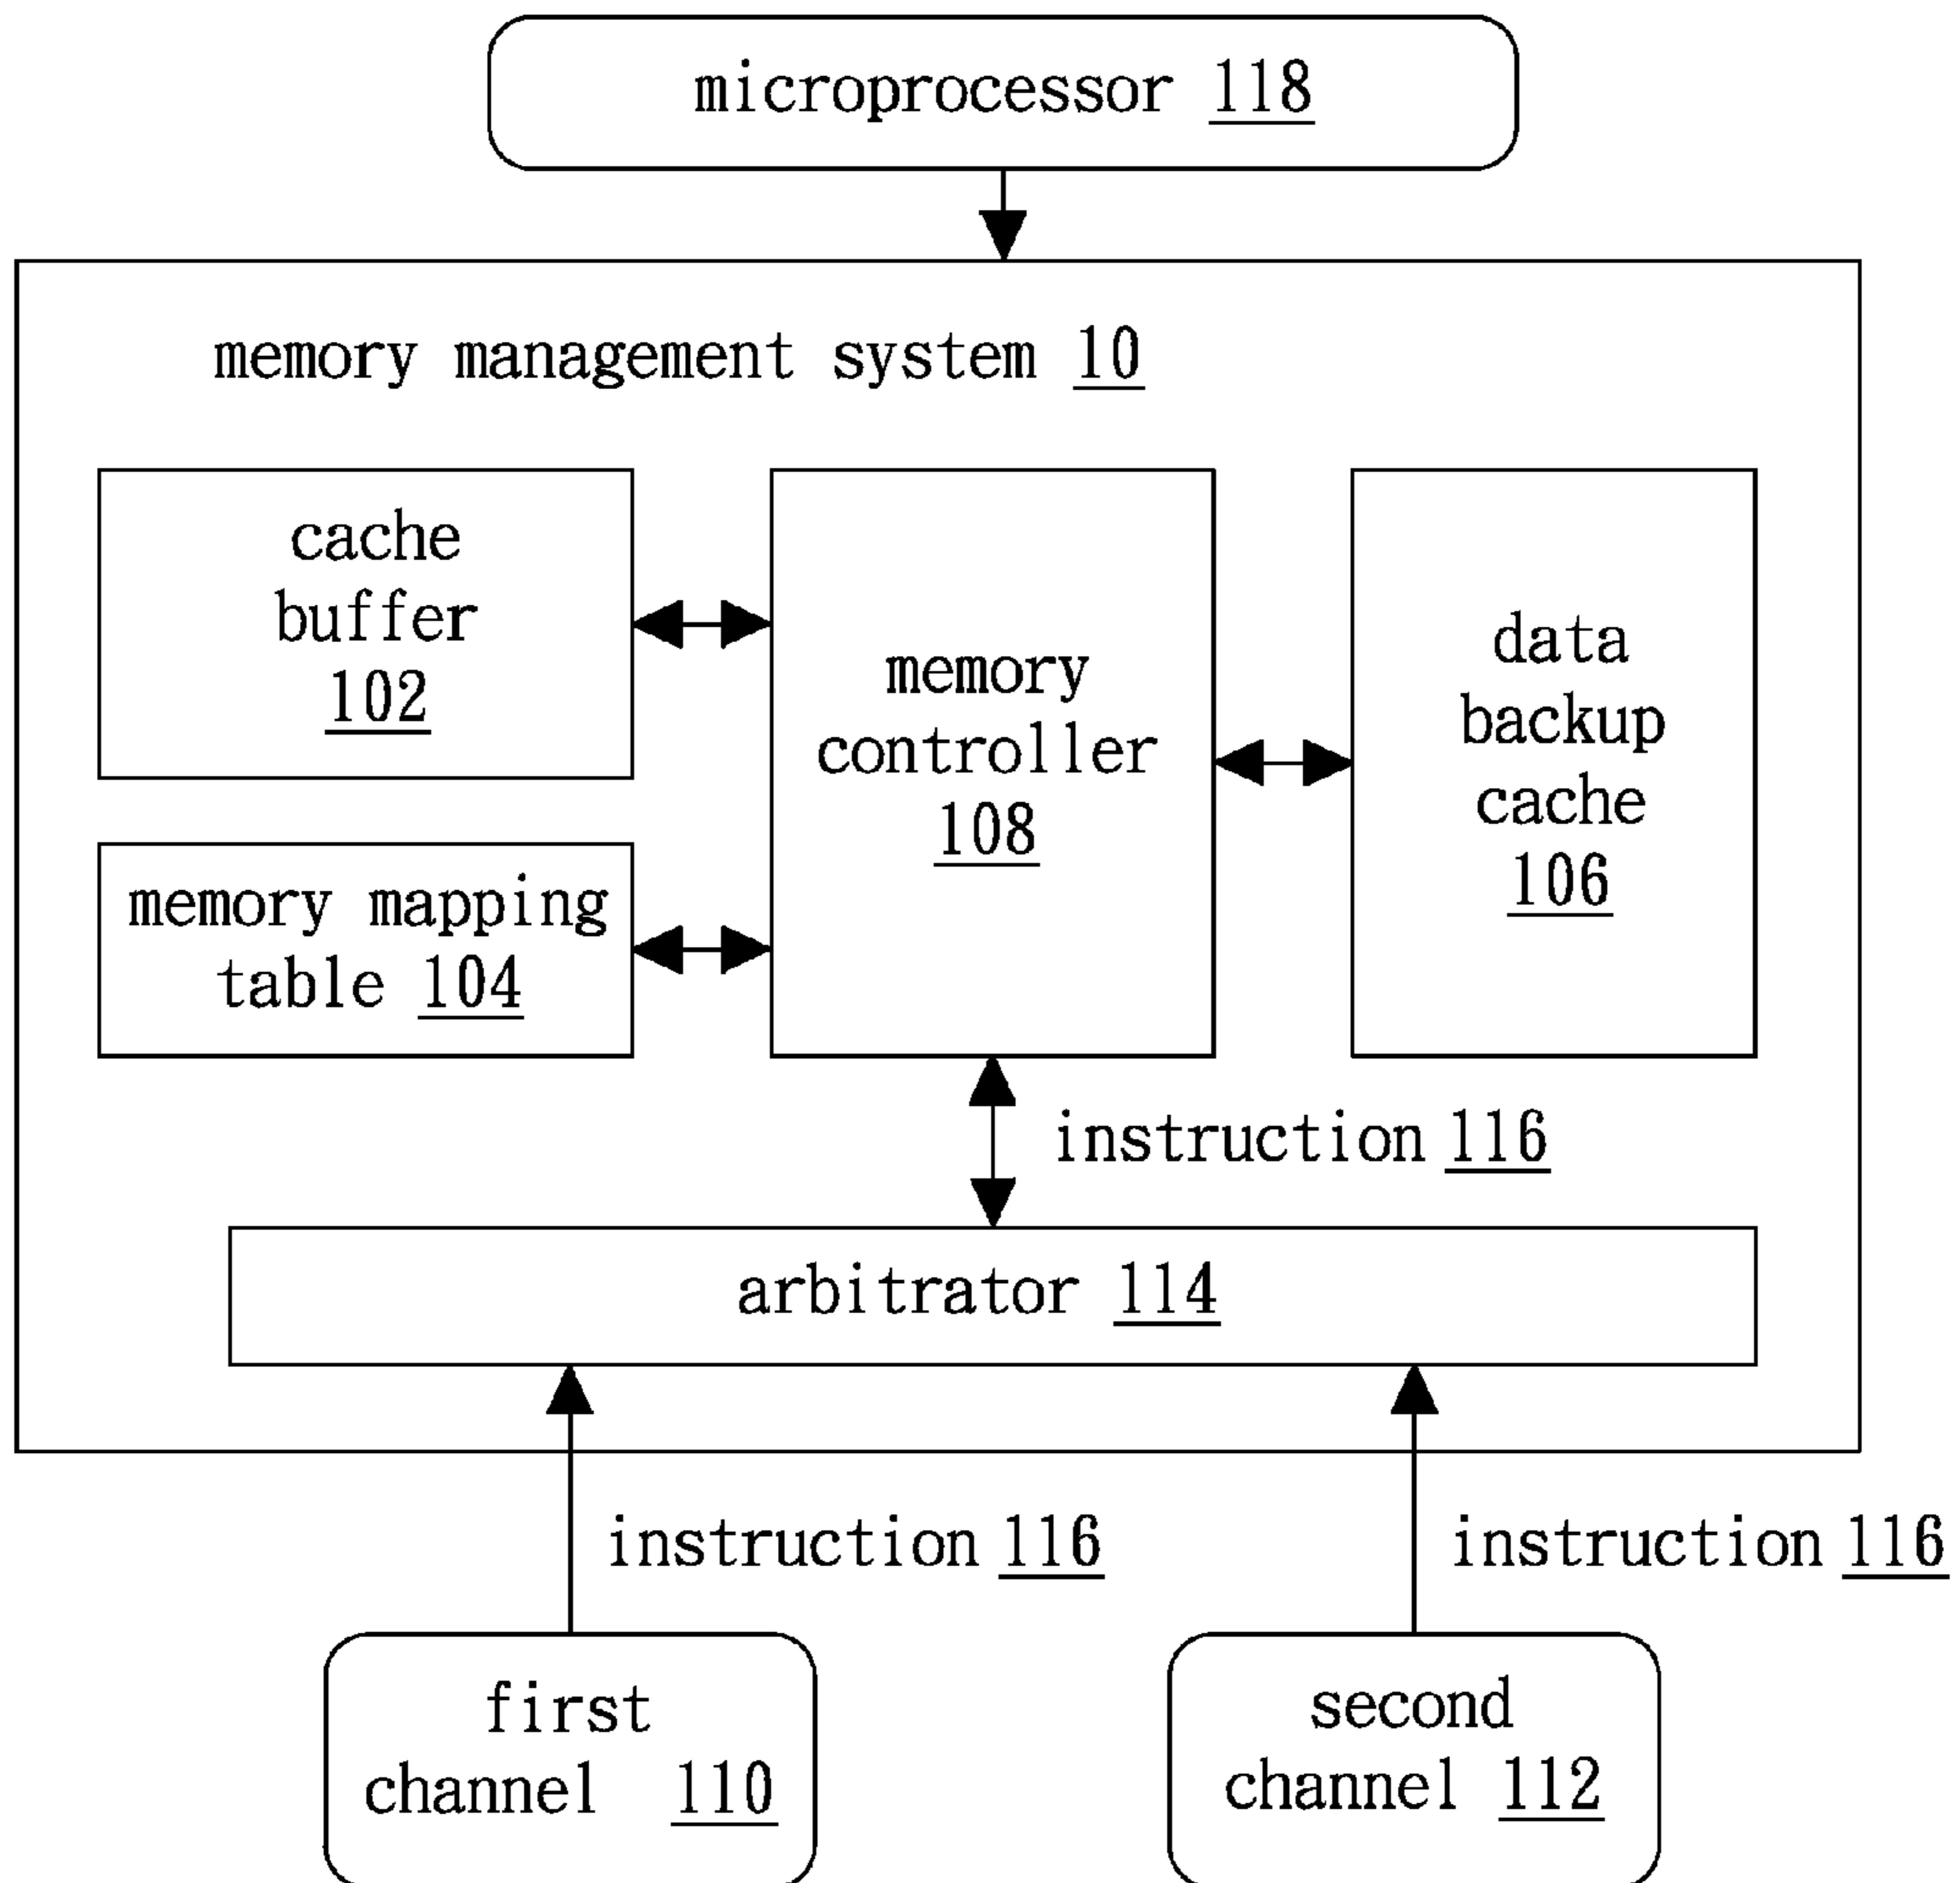 microprocessor 118
memory management system 10
cache
buffer
102
memory mapping
table 104
memory
controller
108
data
backup
cache
106
instruction 116
arbitrator 114
instruction 116
instruction 116
first
channel 110
second
channel 112